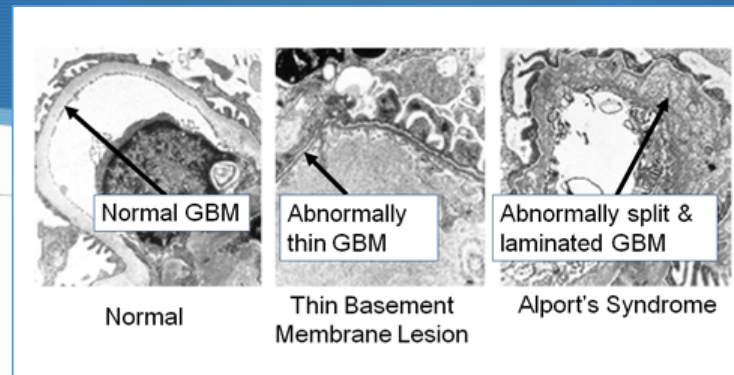 Normal GBM
Abnormally
thin GBM
Abnormally split &
laminated GBM
Normal
Thin Basement
Membrane Lesion
Alport's Syndrome